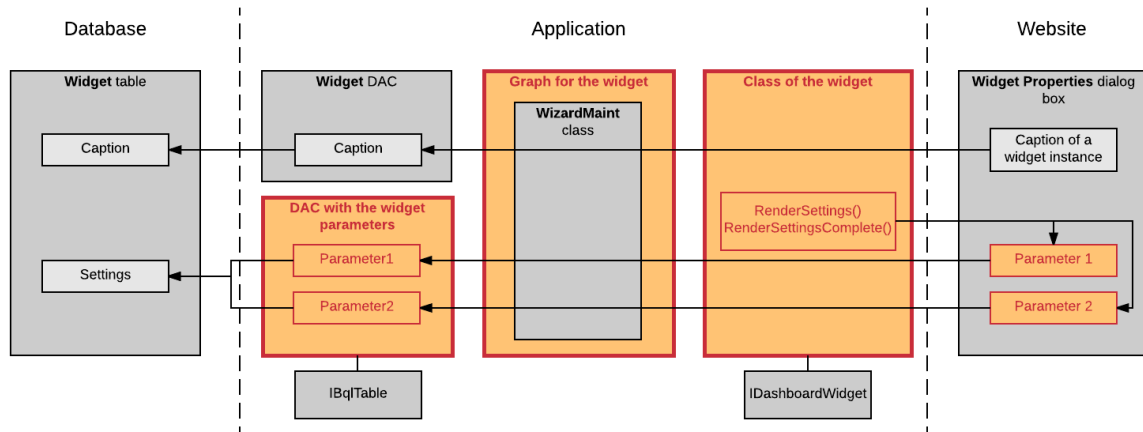 Database
Application
Website
Widget table
Caption
Settings
Widget DAC
Caption
DAC with the widget
parameters
Parameter1
Parameter2
IBqlTable
Graph for the widget
WizardMaint
class
Class of the widget
RenderSettings()
RenderSettingsComplete()
IDashboardWidget
Widget Properties dialog
box
Caption of a
widget instance
Parameter 1
Parameter 2